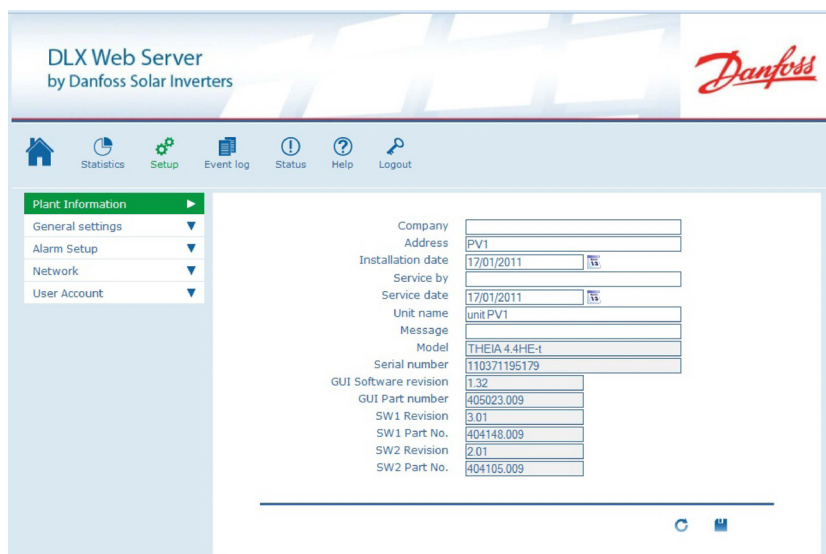 DLX Web Server
by Danfoss Solar Inverters
Danfoss
Statistics Setup Event log Status Help Logout
Plant Information
General settings
Alarm Setup
Network
User Account
Company
Address PV1
Installation date 17/01/2011
Service by
Service date 17/01/2011
Unit name unit PV1
Message
Model THEIA 4.4HE-t
Serial number 110371195179
GUI Software revision 1.32
GUI Part number 405023.009
SW1 Revision 3.01
SW1 Part No. 404148.009
SW2 Revision 2.01
SW2 Part No. 404105.009